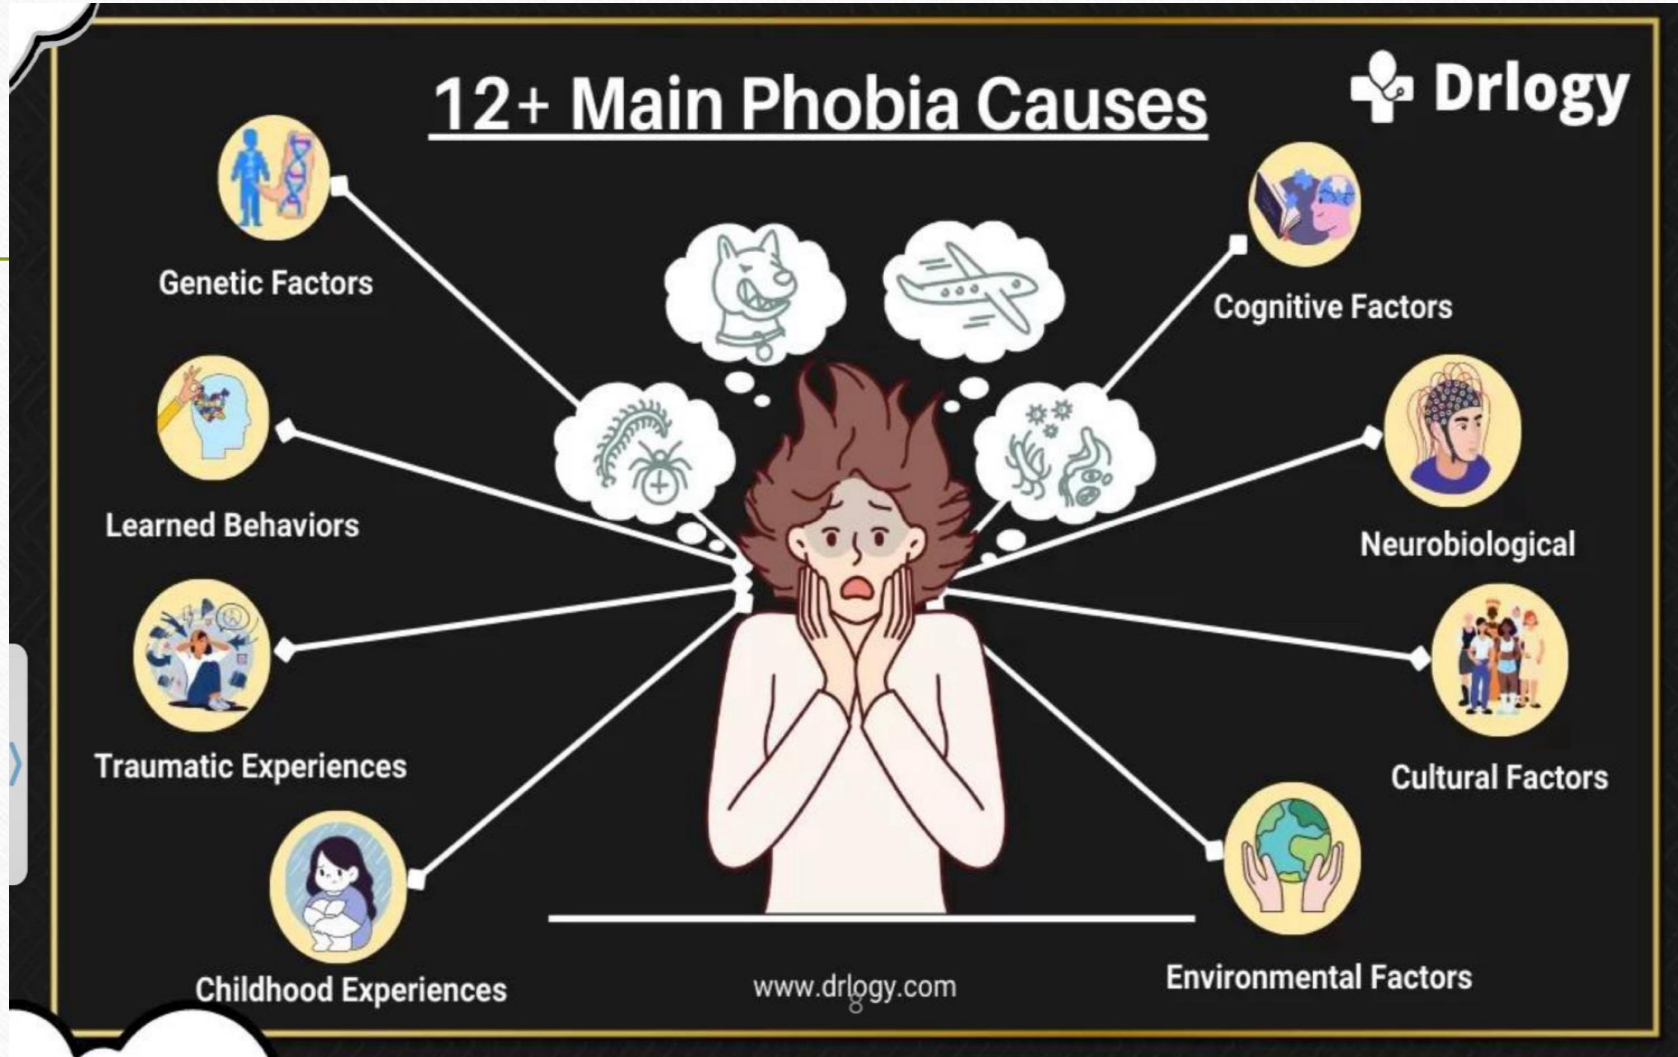 12+ Main Phobia Causes
Drlogy
Genetic Factors
Cognitive Factors
Learned Behaviors
Neurobiological
Traumatic Experiences
Cultural Factors
Childhood Experiences
Environmental Factors
www.drlogy.com
8